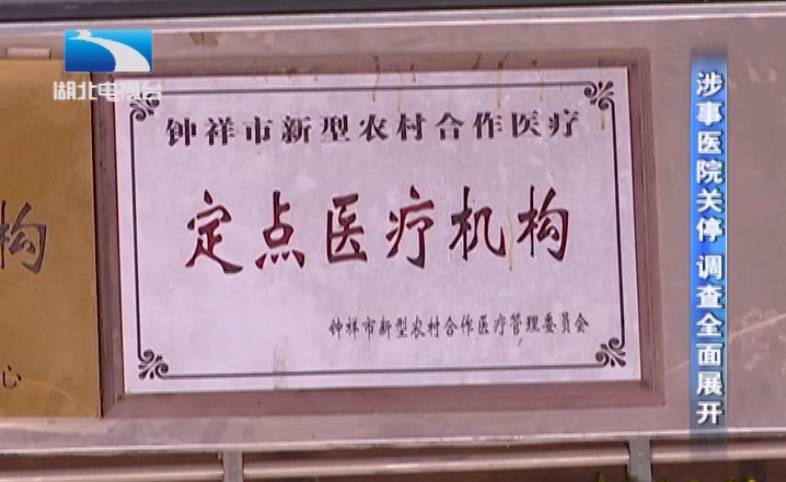 湖北电视台
钟祥市新型农村合作医疗
定点医疗机构
钟祥市新型农村合作医疗管理委员会
构
心
涉事医院关停 调查全面展开